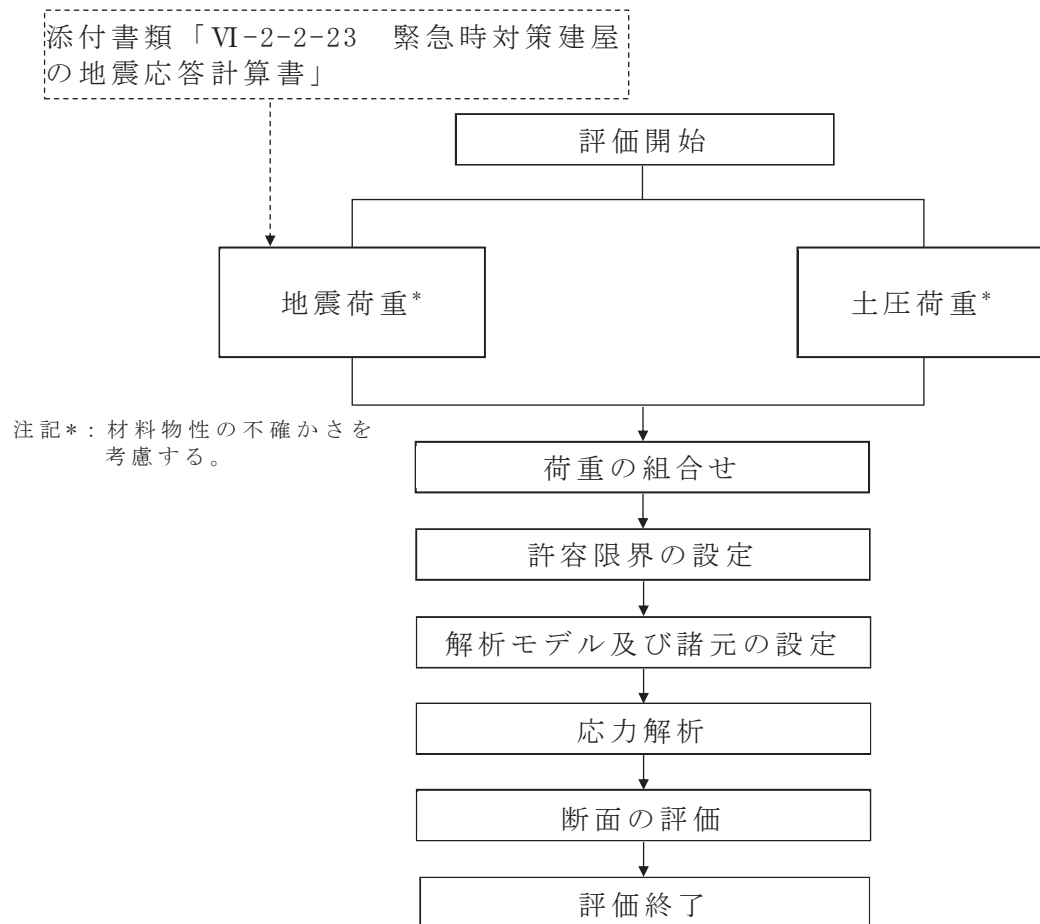 添付書類「Ⅵ-2-2-23　緊急時対策建屋
の地震応答計算書」
評価開始
地震荷重*
土圧荷重*
注記*：材料物性の不確かさを
考慮する。
荷重の組合せ
許容限界の設定
解析モデル及び諸元の設定
応力解析
断面の評価
評価終了